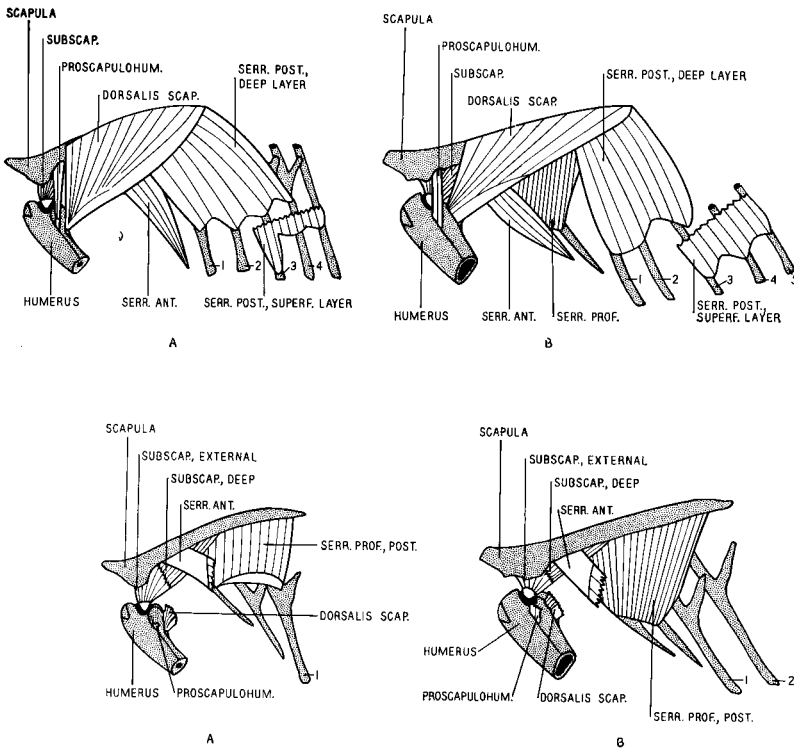 SCAPULA
SUBSCAP.
PROSCAPULOHUM.
DORSALIS SCAP.
SERR. POST.,
DEEP LAYER
HUMERUS
SERR. ANT.
SERR. POST., SUPERF. LAYER
1
2
3
4
A
SCAPULA
PROSCAPULOHUM.
SUBSCAP.
DORSALIS SCAP.
SERR. POST., DEEP LAYER
HUMERUS
SERR. ANT.
SERR. PROF.
SERR. POST.,
SUPERF. LAYER
1
2
3
4
5
B
SCAPULA
SUBSCAP., EXTERNAL
SUBSCAP., DEEP
SERR. ANT.
SERR. PROF., POST.
DORSALIS SCAP.
HUMERUS
PROSCAPULOHUM.
1
A
SCAPULA
SUBSCAP., EXTERNAL
SUBSCAP., DEEP
SERR. ANT.
HUMERUS
PROSCAPULOHUM.
DORSALIS SCAP.
SERR. PROF., POST.
1
2
B